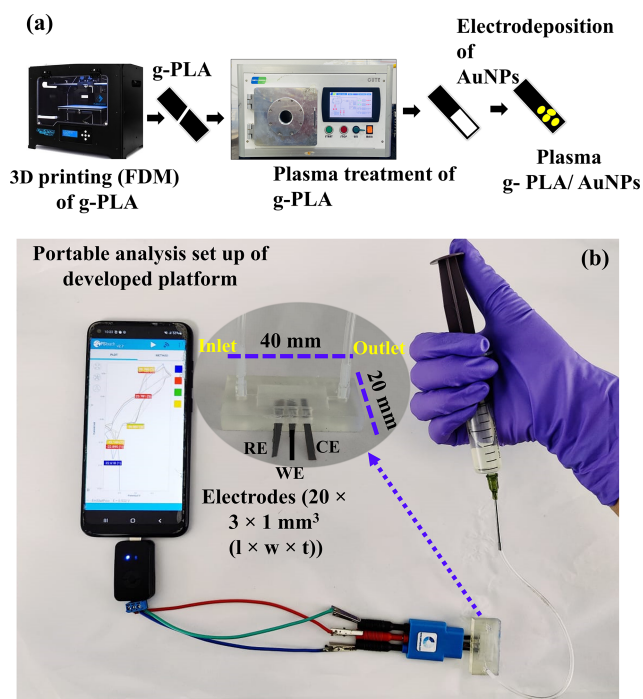 (a)
g-PLA
Electrodeposition
of
AuNPs
3D printing (FDM)
of g-PLA
Plasma treatment of
g-PLA
Plasma
g- PLA/ AuNPs
Portable analysis set up of
developed platform
(b)
Inlet
40 mm
Outlet
20 mm
RE
WE
CE
Electrodes (20 ×
3 × 1 mm³
(l × w × t))